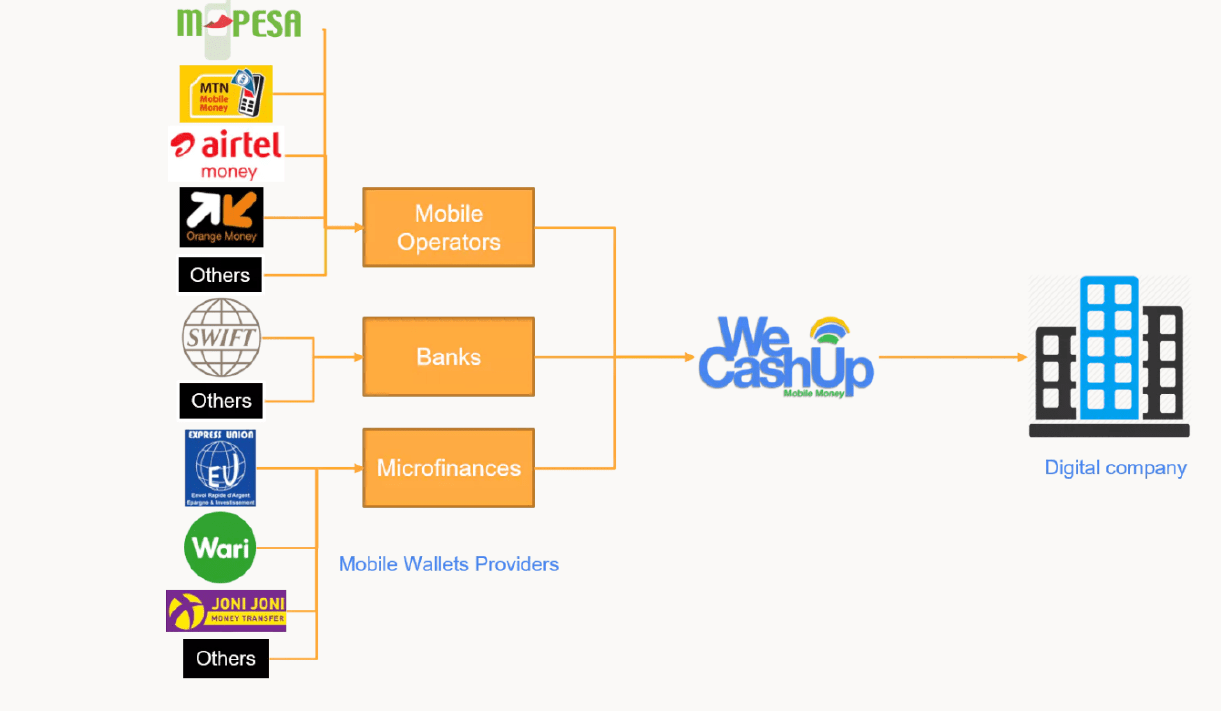 M-PESA
MTN
Mobile
Money
airtel
money
Orange Money
Others
SWIFT
Others
EXPRESS UNION
EU
Envoi Rapide d'Argent
Epargne & Investissement
Wari
JONI JONI
MONEY TRANSFER
Others
Mobile
Operators
Banks
Microfinances
Mobile Wallets Providers
We
CashUp
Mobile Money
Digital company